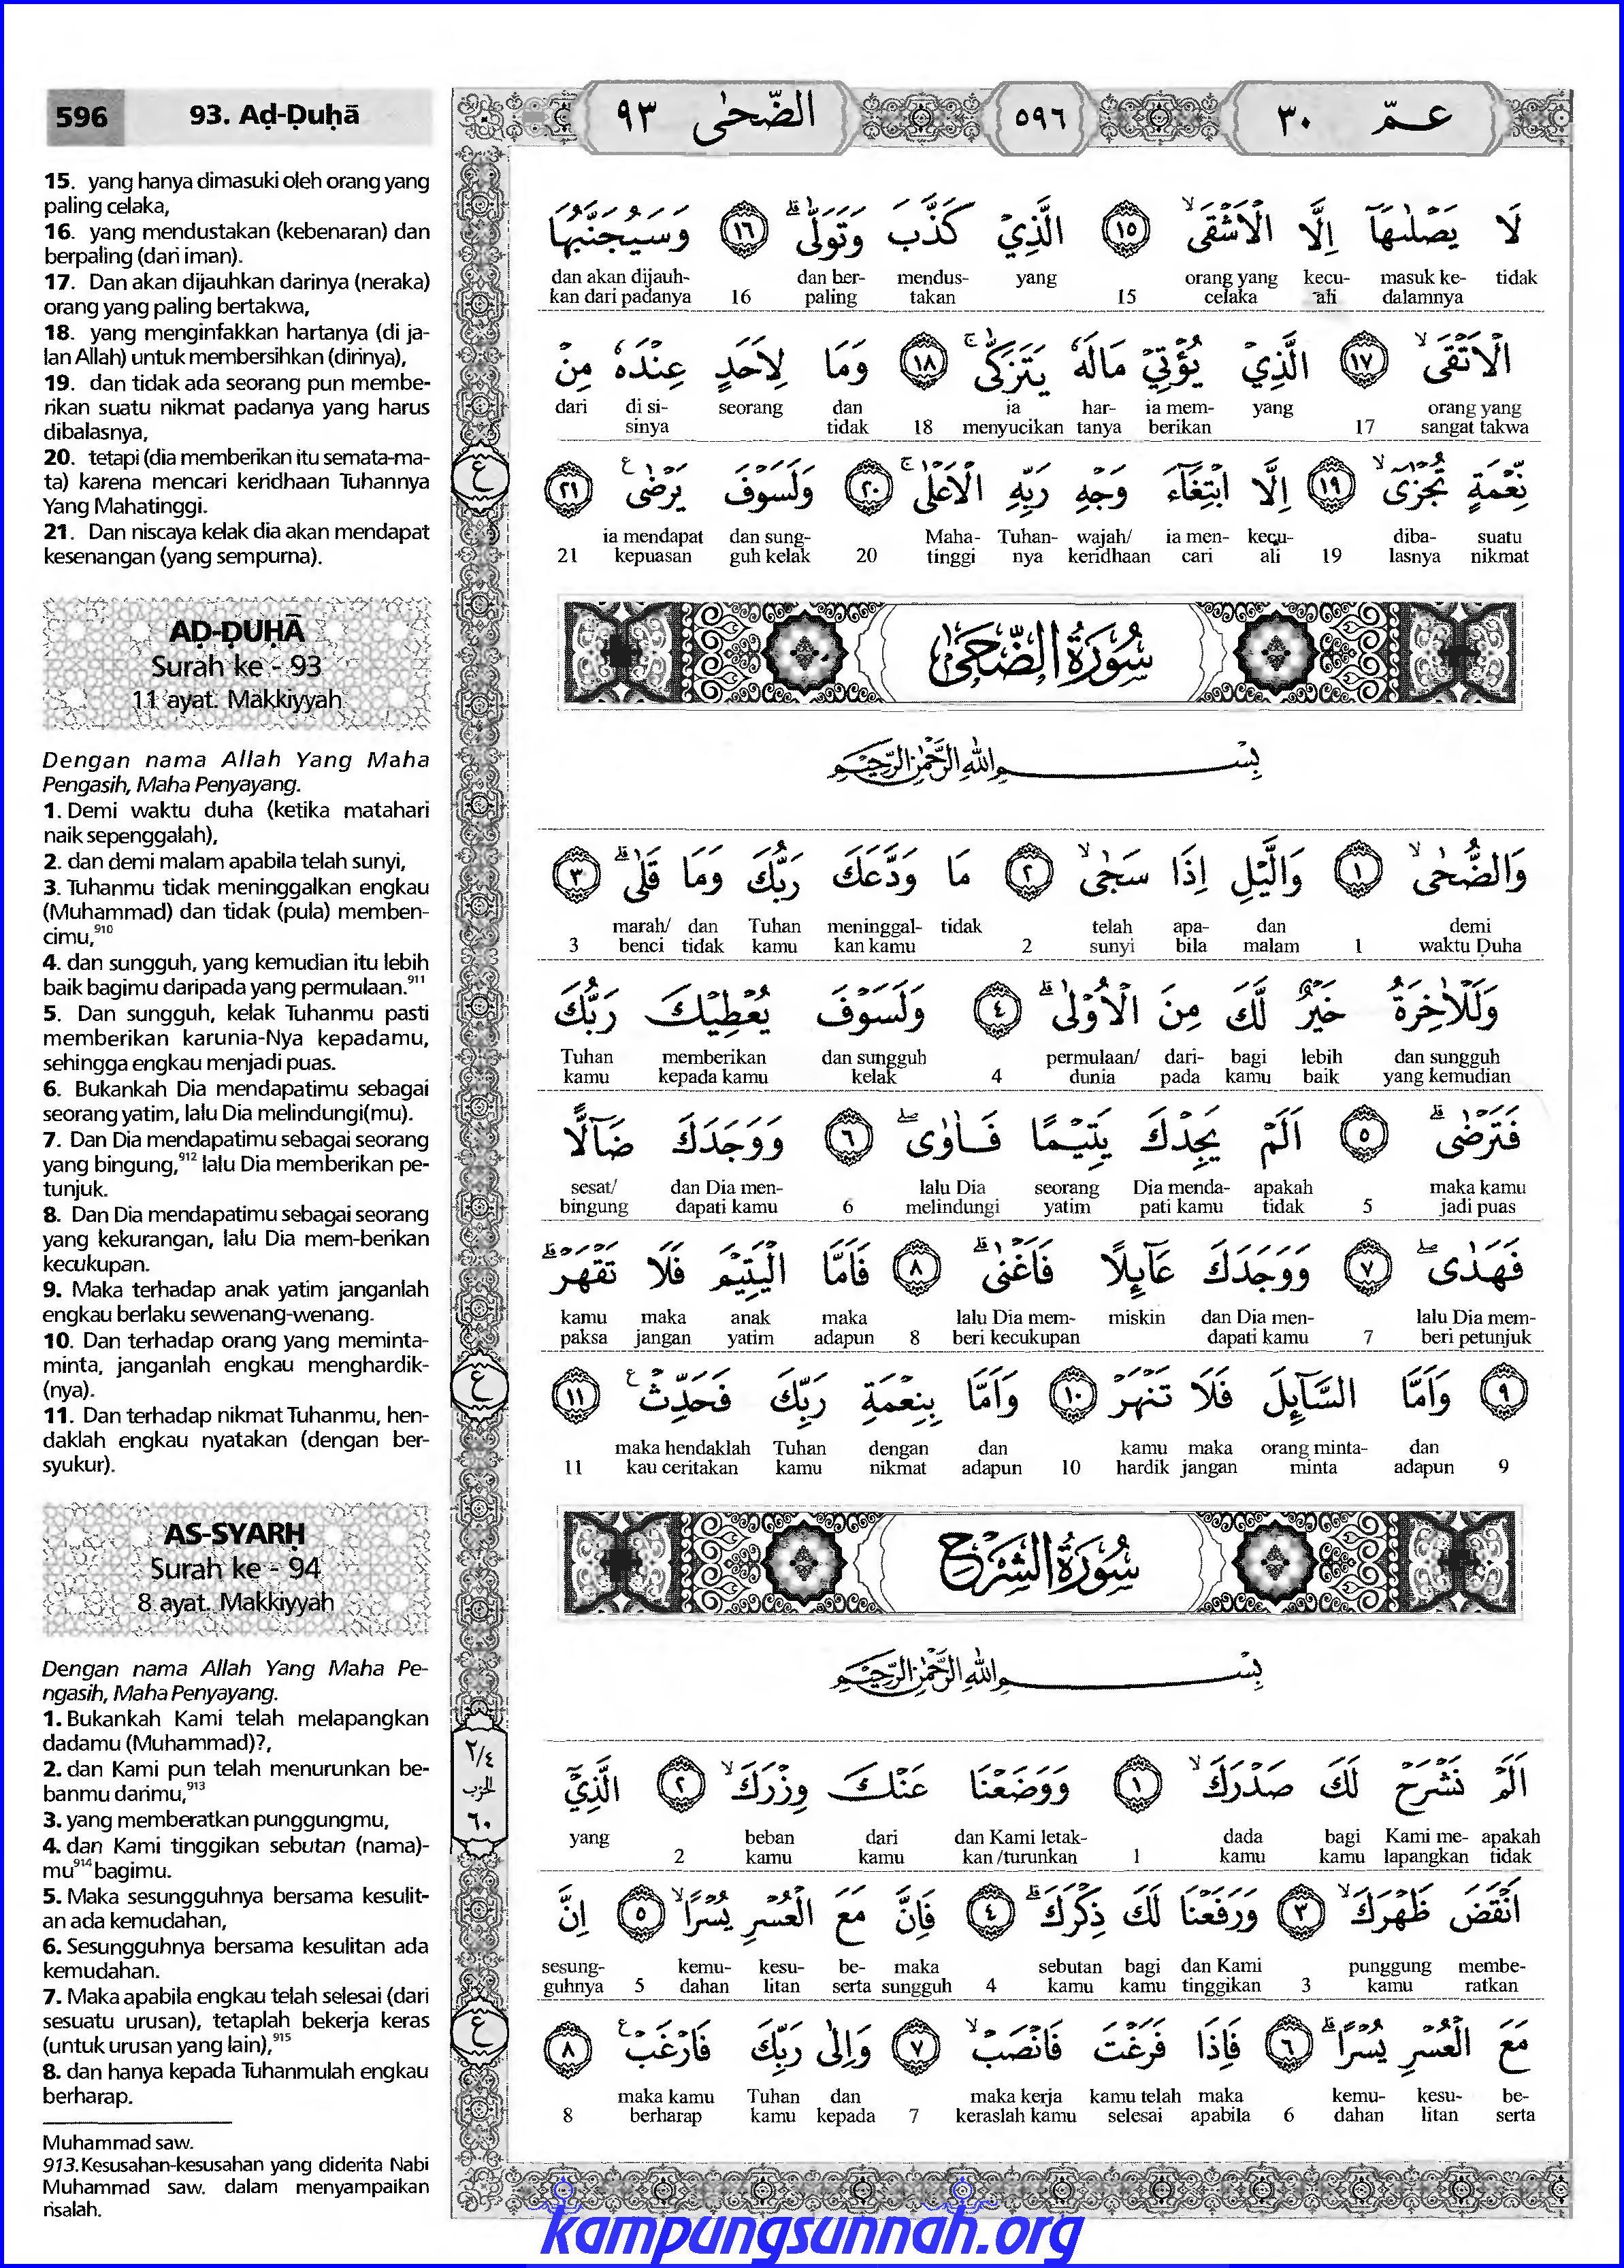 596
93. Aḍ-Ḍuḥā
15. yang hanya dimasuki oleh orang yang
paling celaka,
16. yang mendustakan (kebenaran) dan
berpaling (dari iman).
17. Dan akan dijauhkan darinya (neraka)
orang yang paling bertakwa,
18. yang menginfakkan hartanya (di ja-
lan Allah) untuk membersihkan (dirinya),
19. dan tidak ada seorang pun membe-
rikan suatu nikmat padanya yang harus
dibalasnya,
20. tetapi (dia memberikan itu semata-ma-
ta) karena mencari keridhaan Tuhannya
Yang Mahatinggi.
21. Dan niscaya kelak dia akan mendapat
kesenangan (yang sempurna).
AḌ-ḌUḤĀ
Surah ke - 93
11 ayat. Makkiyyah
Dengan nama Allah Yang Maha
Pengasih, Maha Penyayang.
1. Demi waktu duha (ketika matahari
naik sepenggalah),
2. dan demi malam apabila telah sunyi,
3. Tuhanmu tidak meninggalkan engkau
(Muhammad) dan tidak (pula) memben-
cimu,910
4. dan sungguh, yang kemudian itu lebih
baik bagimu daripada yang permulaan.911
5. Dan sungguh, kelak Tuhanmu pasti
memberikan karunia-Nya kepadamu,
sehingga engkau menjadi puas.
6. Bukankah Dia mendapatimu sebagai
seorang yatim, lalu Dia melindungi(mu).
7. Dan Dia mendapatimu sebagai seorang
yang bingung,912 lalu Dia memberikan pe-
tunjuk.
8. Dan Dia mendapatimu sebagai seorang
yang kekurangan, lalu Dia mem-berikan
kecukupan.
9. Maka terhadap anak yatim janganlah
engkau berlaku sewenang-wenang.
10. Dan terhadap orang yang meminta-
minta, janganlah engkau menghardik-
(nya).
11. Dan terhadap nikmat Tuhanmu, hen-
daklah engkau nyatakan (dengan ber-
syukur).
AS-SYARḤ
Surah ke - 94
8 ayat. Makkiyyah
Dengan nama Allah Yang Maha Pe-
ngasih, Maha Penyayang.
1. Bukankah Kami telah melapangkan
dadamu (Muhammad)?,
2. dan Kami pun telah menurunkan be-
banmu darimu,913
3. yang memberatkan punggungmu,
4. dan Kami tinggikan sebutan (nama)-
mu914 bagimu.
5. Maka sesungguhnya bersama kesulit-
an ada kemudahan,
6. Sesungguhnya bersama kesulitan ada
kemudahan.
7. Maka apabila engkau telah selesai (dari
sesuatu urusan), tetaplah bekerja keras
(untuk urusan yang lain),915
8. dan hanya kepada Tuhanmulah engkau
berharap.
Muhammad saw.
913. Kesusahan-kesusahan yang diderita Nabi
Muhammad saw. dalam menyampaikan
risalah.
عمّ ٣٠
٥٩٦
الضّحٰى ٩٣
لَا يَصْلٰىهَآ اِلَّا الْاَشْقَىۙ ١٥ الَّذِيْ كَذَّبَ وَتَوَلّٰىۗ ١٦ وَسَيُجَنَّبُهَا
tidak masuk ke- kecu- orang yang yang mendus- dan ber- dan akan dijauh-
dalamnya ali celaka 15 takan paling 16 kan dari padanya
الْاَتْقَىۙ ١٧ الَّذِيْ يُؤْتِيْ مَالَهٗ يَتَزَكّٰىۚ ١٨ وَمَا لِاَحَدٍ عِنْدَهٗ مِنْ
orang yang yang ia mem- har- ia dan seorang di si- dari
sangat takwa 17 berikan tanya menyucikan 18 tidak sinya
نِّعْمَةٍ تُجْزٰىٓۙ ١٩ اِلَّا ابْتِغَآءَ وَجْهِ رَبِّهِ الْاَعْلٰىۚ ٢٠ وَلَسَوْفَ يَرْضٰىࣖ ٢١
suatu diba- kecu- ia men- wajah/ Tuhan- Maha- dan sung- ia mendapat
nikmat lasnya 19 ali cari keridhaan nya tinggi 20 guh kelak kepuasan 21
ع
سُوْرَةُ الضُّحٰى
بِسْمِ اللّٰهِ الرَّحْمٰنِ الرَّحِيْمِ
وَالضُّحٰىۙ ١ وَالَّيْلِ اِذَا سَجٰىۙ ٢ مَا وَدَّعَكَ رَبُّكَ وَمَا قَلٰىۗ ٣
demi dan apa- telah tidak meninggal- Tuhan dan marah/
waktu Ḍuha 1 malam bila sunyi 2 kan kamu kamu tidak benci 3
وَلَلْاٰخِرَةُ خَيْرٌ لَّكَ مِنَ الْاُوْلٰىۗ ٤ وَلَسَوْفَ يُعْطِيْكَ رَبُّكَ
dan sungguh lebih bagi dari- permulaan/ dan sungguh memberikan Tuhan
yang kemudian baik kamu pada dunia 4 kelak kepada kamu kamu
فَتَرْضٰىۗ ٥ اَلَمْ يَجِدْكَ يَتِيْمًا فَاٰوٰىۖ ٦ وَوَجَدَكَ ضَآلًّا
maka kamu apakah Dia menda- seorang lalu Dia dan Dia men- sesat/
jadi puas 5 tidak pati kamu yatim melindungi 6 dapati kamu bingung
فَهَدٰىۖ ٧ وَوَجَدَكَ عَآىِٕلًا فَاَغْنٰىۗ ٨ فَاَمَّا الْيَتِيْمَ فَلَا تَقْهَرْۗ
lalu Dia mem- dan Dia men- miskin lalu Dia mem- maka anak maka kamu
beri petunjuk 7 dapati kamu beri kecukupan 8 adapun yatim jangan paksa
٩ وَاَمَّا السَّآىِٕلَ فَلَا تَنْهَرْ ١٠ وَاَمَّا بِنِعْمَةِ رَبِّكَ فَحَدِّثْࣖ ١١
dan orang minta- maka kamu dan dengan Tuhan maka hendaklah
9 adapun minta jangan hardik 10 adapun nikmat kamu kau ceritakan 11
ع
سُوْرَةُ الشَّرْحِ
بِسْمِ اللّٰهِ الرَّحْمٰنِ الرَّحِيْمِ
٢/٤
الحزب
٦٠
اَلَمْ نَشْرَحْ لَكَ صَدْرَكَۙ ١ وَوَضَعْنَا عَنْكَ وِزْرَكَۙ ٢ الَّذِيْٓ
apakah Kami me- bagi dada dan Kami letak- dari beban yang
tidak lapangkan kamu kamu 1 kan /turunkan kamu kamu 2
اَنْقَضَ ظَهْرَكَۙ ٣ وَرَفَعْنَا لَكَ ذِكْرَكَۗ ٤ فَاِنَّ مَعَ الْعُسْرِ يُسْرًاۙ ٥ اِنَّ
membe- punggung dan Kami bagi sebutan maka be- kesu- kemu- sesung-
ratkan kamu 3 tinggikan kamu kamu 4 sungguh serta litan dahan 5 guhnya
مَعَ الْعُسْرِ يُسْرًاۗ ٦ فَاِذَا فَرَغْتَ فَانْصَبْۙ ٧ وَاِلٰى رَبِّكَ فَارْغَبْࣖ ٨
be- kesu- kemu- maka kamu telah maka kerja dan Tuhan maka kamu
serta litan dahan 6 apabila selesai keraslah kamu 7 kepada kamu berharap 8
ع
kampungsunnah.org